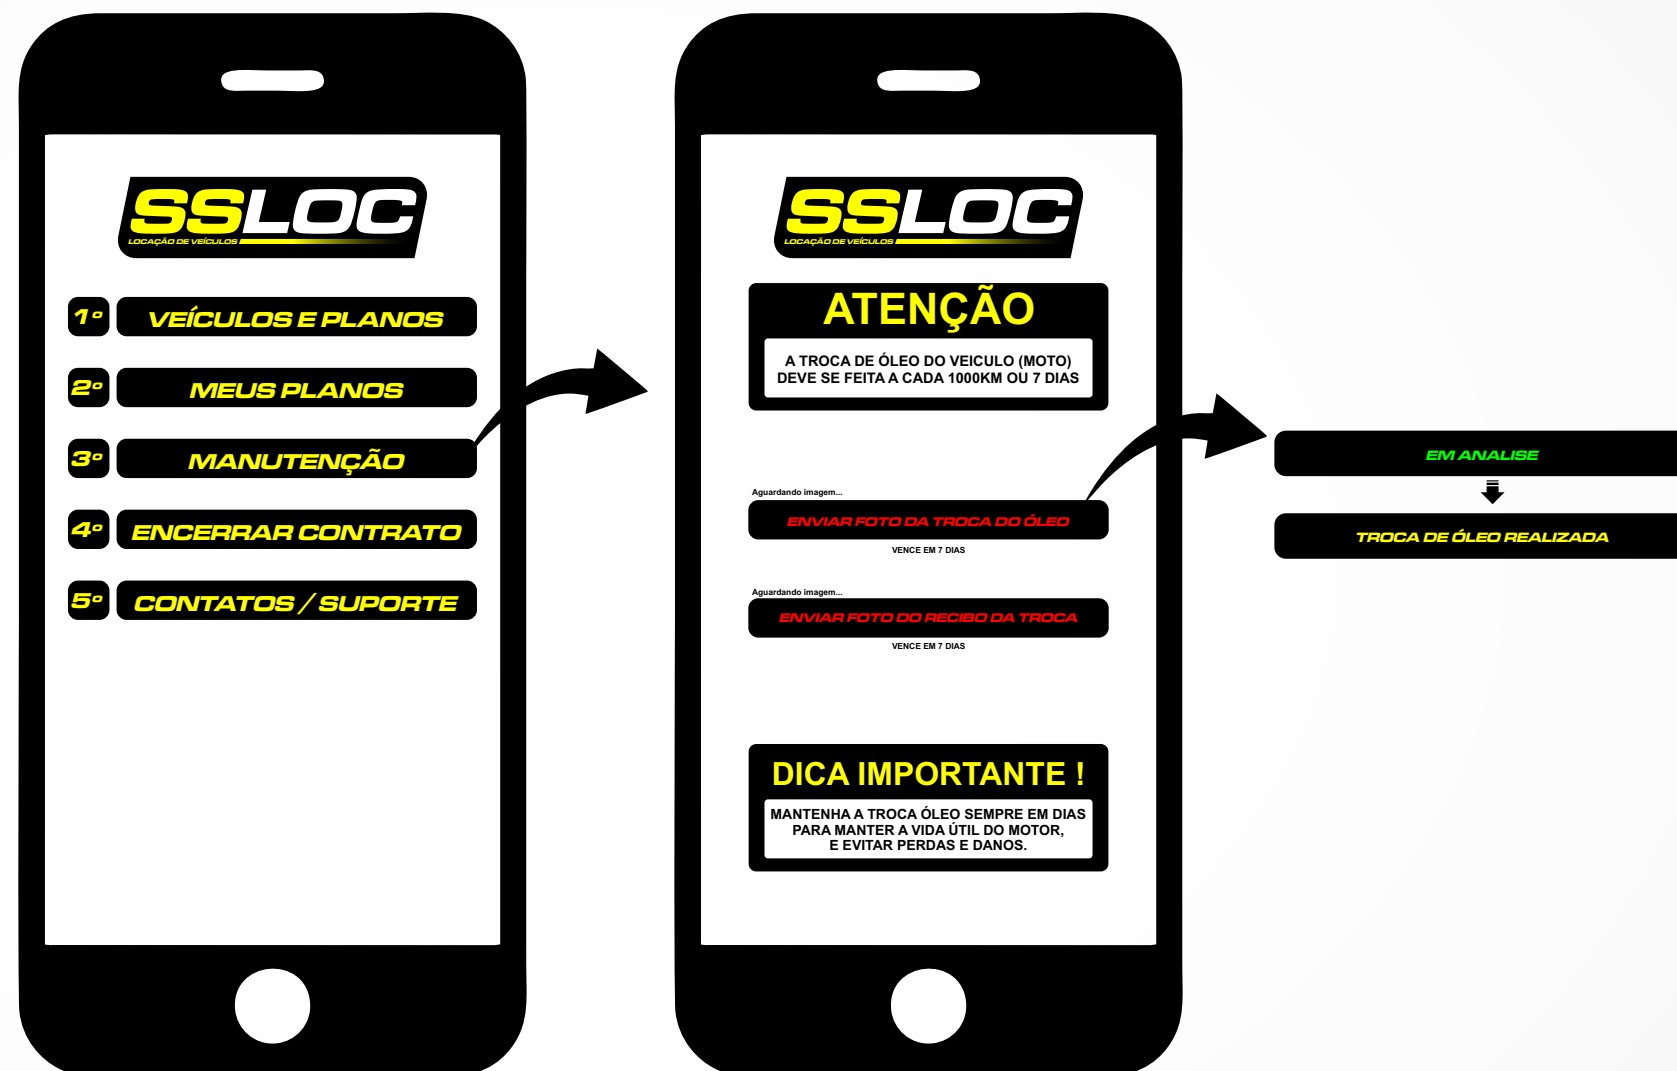 SSLOC
LOCAÇÃO DE VEÍCULOS
1º VEÍCULOS E PLANOS
2º MEUS PLANOS
3º MANUTENÇÃO
4º ENCERRAR CONTRATO
5º CONTATOS / SUPORTE
SSLOC
LOCAÇÃO DE VEÍCULOS
ATENÇÃO
A TROCA DE ÓLEO DO VEICULO (MOTO)
DEVE SE FEITA A CADA 1000KM OU 7 DIAS
Aguardando imagem...
ENVIAR FOTO DA TROCA DO ÓLEO
VENCE EM 7 DIAS
Aguardando imagem...
ENVIAR FOTO DO RECIBO DA TROCA
VENCE EM 7 DIAS
DICA IMPORTANTE !
MANTENHA A TROCA ÓLEO SEMPRE EM DIAS
PARA MANTER A VIDA ÚTIL DO MOTOR,
E EVITAR PERDAS E DANOS.
EM ANALISE
TROCA DE ÓLEO REALIZADA